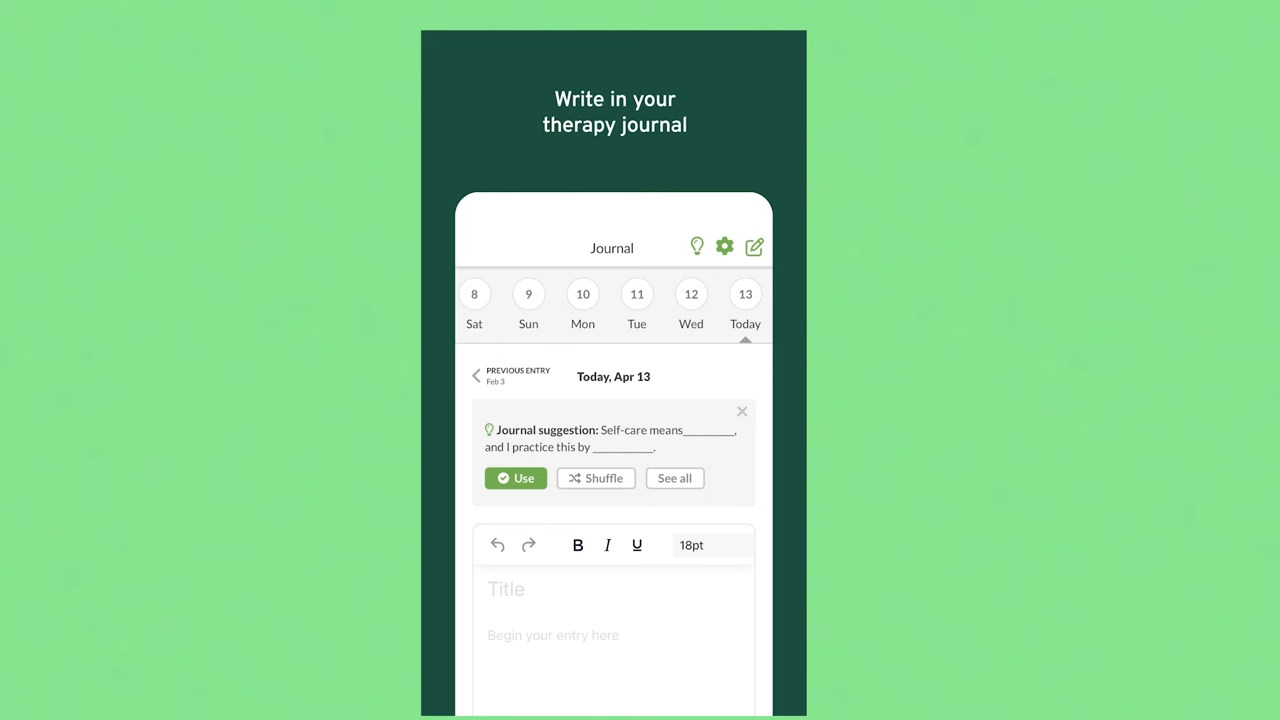 Write in your
therapy journal
Journal
8 9 10 11 12 13
Sat Sun Mon Tue Wed Today
PREVIOUS ENTRY
Feb 3
Today, Apr 13
Journal suggestion: Self-care means_________,
and I practice this by __________.
Use Shuffle See all
B I U 18pt
Title
Begin your entry here